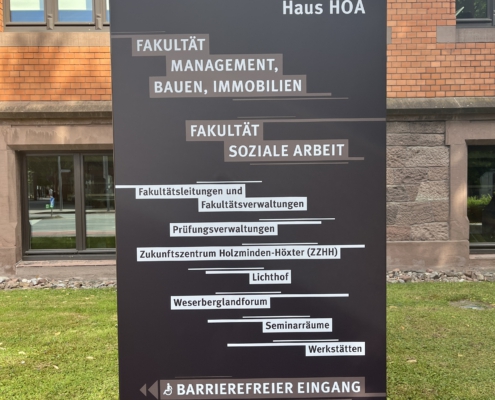 Haus HOA
FAKULTÄT
MANAGEMENT,
BAUEN, IMMOBILIEN
FAKULTÄT
SOZIALE ARBEIT
Fakultätsleitungen und
Fakultätsverwaltungen
Prüfungsverwaltungen
Zukunftszentrum Holzminden-Höxter (ZZHH)
Lichthof
Weserberglandforum
Seminarräume
Werkstätten
BARRIEREFREIER EINGANG